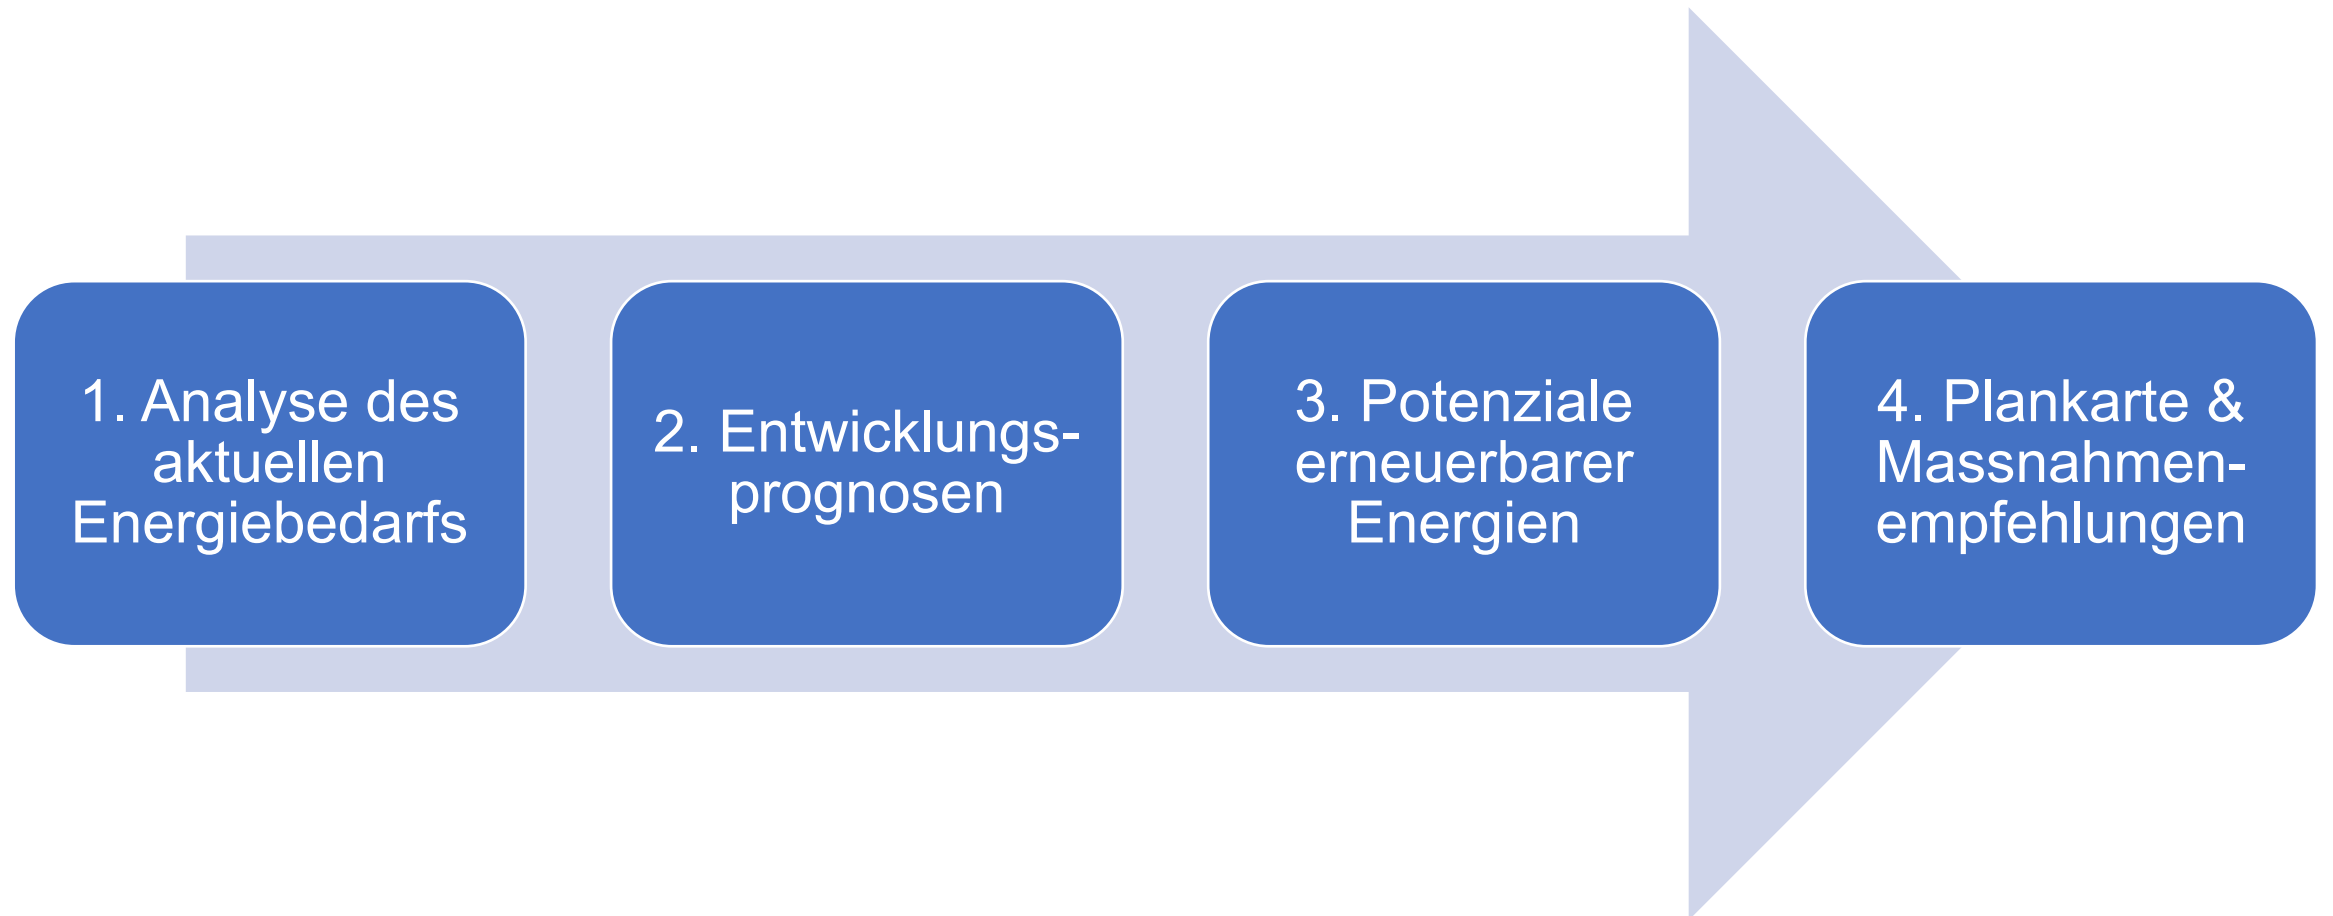 1. Analyse des
aktuellen
Energiebedarfs
2. Entwicklungs-
prognosen
3. Potenziale
erneuerbarer
Energien
4. Plankarte &
Massnahmen-
empfehlungen